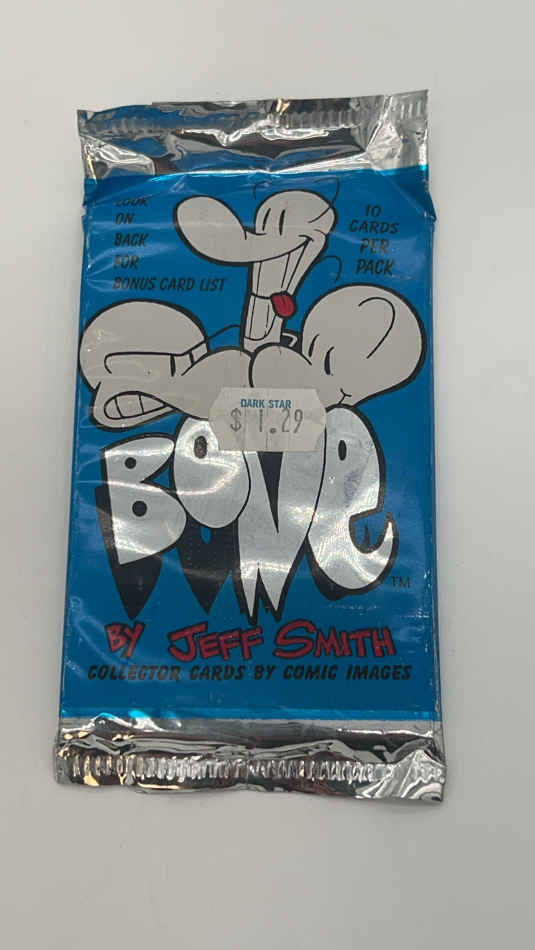 LOOK
ON
BACK
FOR
BONUS CARD LIST
10
CARDS
PER
PACK
DARK STAR
$ 1.29
BONE
TM
BY JEFF SMITH
COLLECTOR CARDS BY COMIC IMAGES